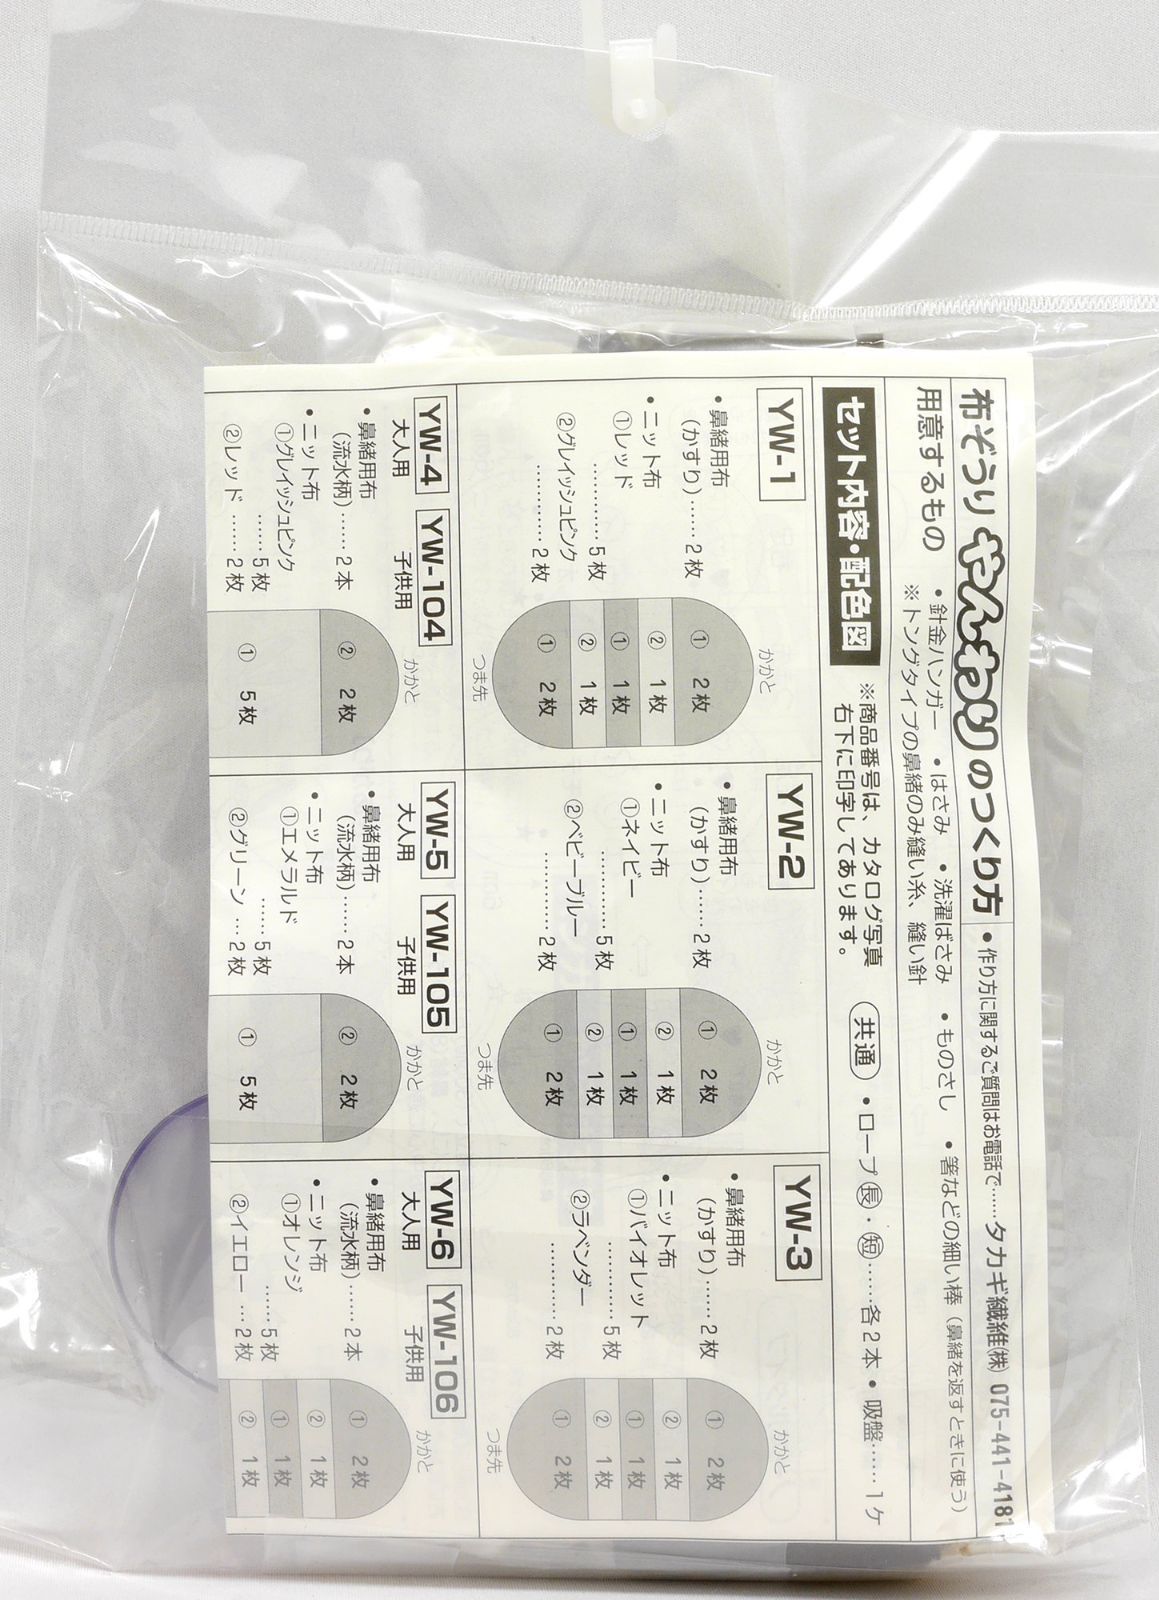 布ぞうり やんわり のつくり方 •作り方に関するご質問はお電話で……タカギ繊維㈱ 075-441-4181
用意するもの •針金ハンガー •はさみ •洗濯ばさみ •ものさし •箸などの細い棒（鼻緒を返すときに使う）
※トングタイプの鼻緒のみ縫い糸、縫い針
セット内容・配色図
※商品番号は、カタログ写真
右下に印字してあります。
共通 •ロープ㊀長・短……各2本 •吸盤……1ヶ
YW-1
•鼻緒用布
(かすり)……2枚
•ニット布
①レッド
…………5枚
②グレイッシュピンク
…………2枚
かかと
① 2枚
② 1枚
① 1枚
② 1枚
① 2枚
つま先
YW-2
•鼻緒用布
(かすり)……2枚
•ニット布
①ネイビー
…………5枚
②ベビーブルー
…………2枚
かかと
① 2枚
② 1枚
① 1枚
② 1枚
① 2枚
つま先
YW-3
•鼻緒用布
(かすり)……2枚
•ニット布
①バイオレット
…………5枚
②ラベンダー
…………2枚
かかと
① 2枚
② 1枚
① 1枚
② 1枚
① 2枚
つま先
YW-4 YW-104
大人用 子供用
•鼻緒用布
(流水柄)……2本
•ニット布
①グレイッシュピンク
……5枚
②レッド……2枚
かかと
② 2枚
① 5枚
YW-5 YW-105
大人用 子供用
•鼻緒用布
(流水柄)……2本
•ニット布
①エメラルド
……5枚
②グリーン…2枚
かかと
② 2枚
① 5枚
YW-6 YW-106
大人用 子供用
•鼻緒用布
(流水柄)……2本
•ニット布
①オレンジ
……5枚
②イエロー…2枚
かかと
① 2枚
② 1枚
① 1枚
② 1枚